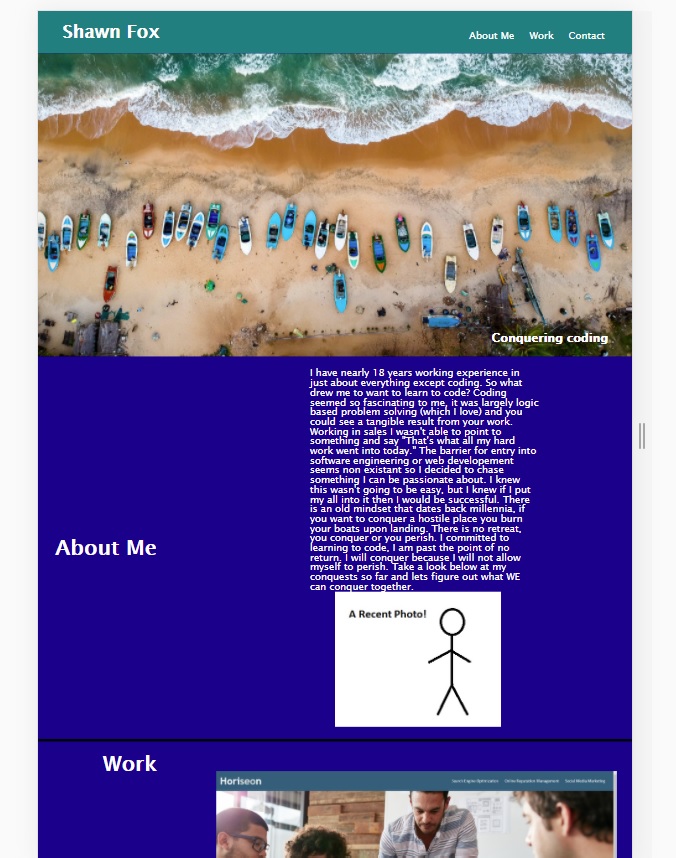 Shawn Fox
About Me Work Contact
Conquering coding
I have nearly 18 years working experience in
just about everything except coding. So what
drew me to want to learn to code? Coding
seemed so fascinating to me, it was largely logic
based problem solving (which I love) and you
could see a tangible result from your work.
Working in sales I wasn't able to point to
something and say "That's what all my hard
work went into today." The barrier for entry into
software engineering or web developement
seems non existant so I decided to chase
something I can be passionate about. I knew
this wasn't going to be easy, but I knew if I put
my all into it then I would be successful. There
is an old mindset that dates back millennia, if
you want to conquer a hostile place you burn
your boats upon landing. There is no retreat,
you conquer or you perish. I committed to
learning to code, I am past the point of no
return. I will conquer because I will not allow
myself to perish. Take a look below at my
conquests so far and lets figure out what WE
can conquer together.
About Me
A Recent Photo!
Work
Horiseon
Search Engine Optimization Online Reputation Management Social Media Marketing